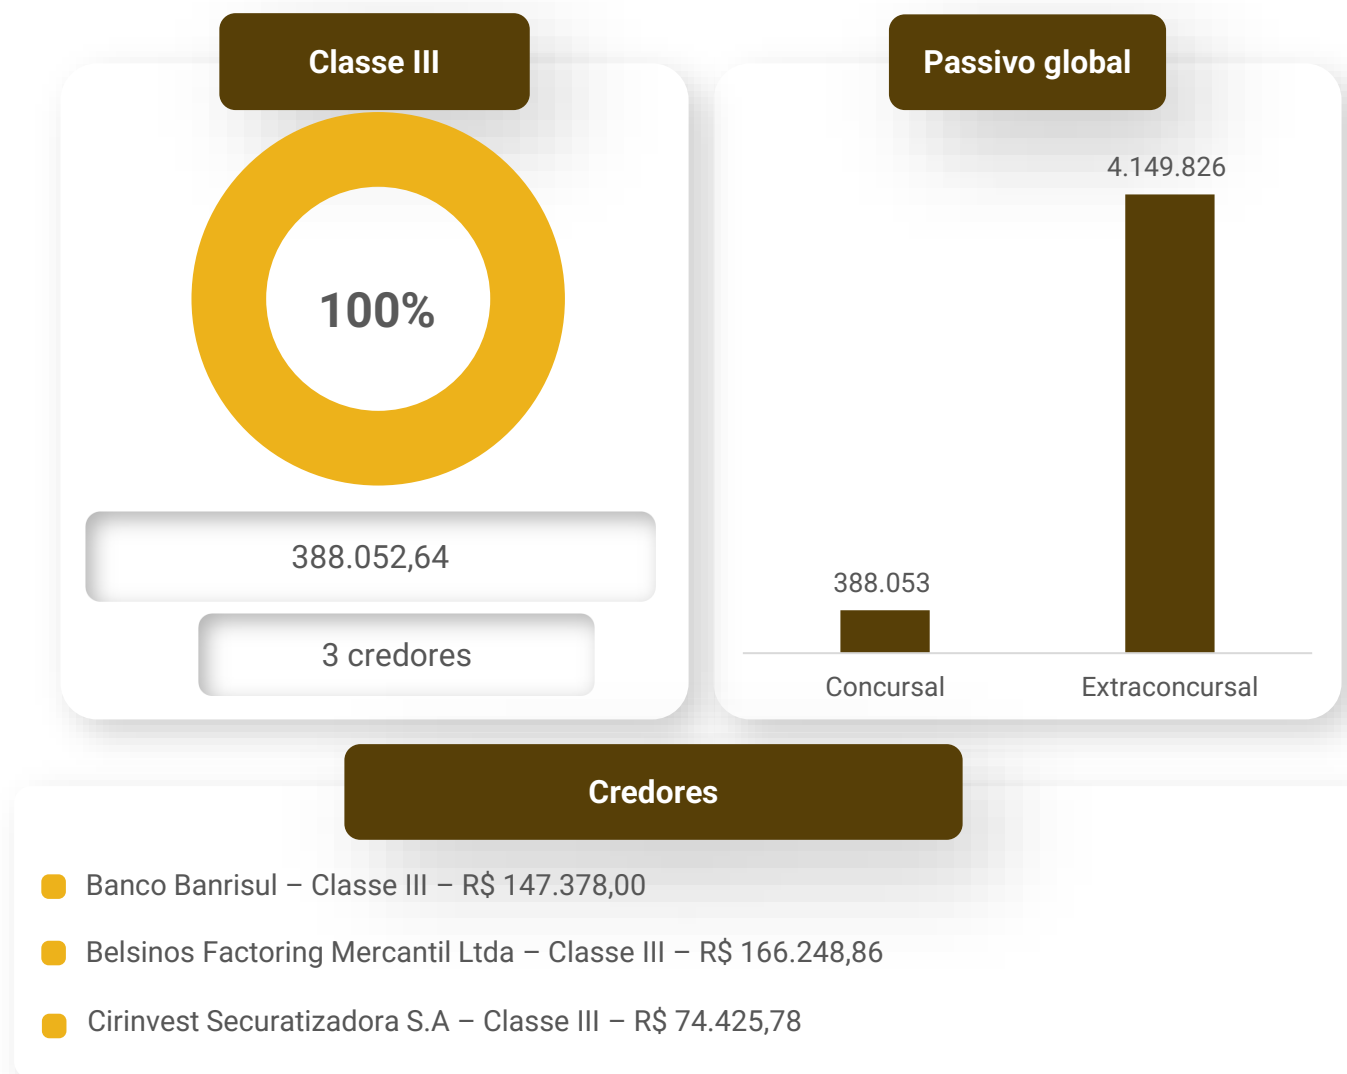 Classe III
100%
388.052,64
3 credores
Passivo global
4.149.826
388.053
Concursal
Extraconcursal
Credores
Banco Banrisul – Classe III – R$ 147.378,00
Belsinos Factoring Mercantil Ltda – Classe III – R$ 166.248,86
Cirinvest Securatizadora S.A – Classe III – R$ 74.425,78